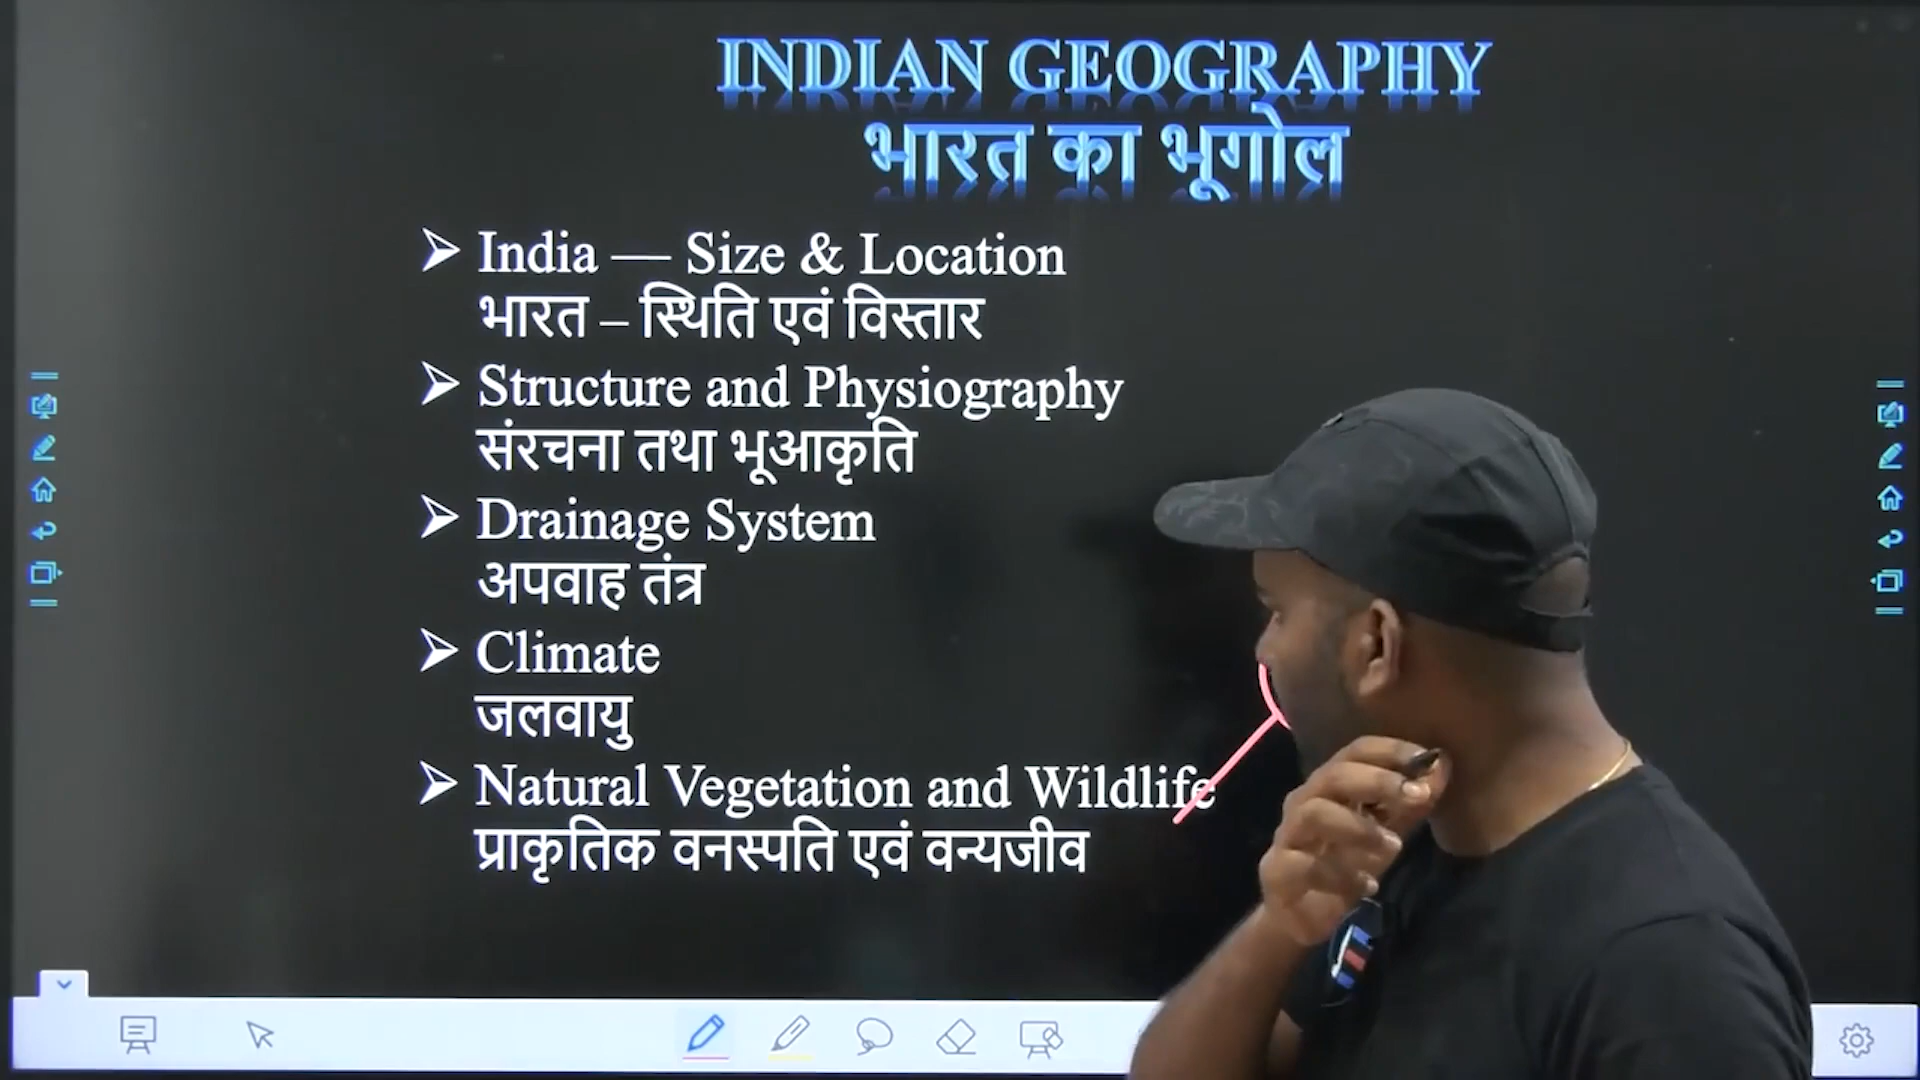 INDIAN GEOGRAPHY
भारत का भूगोल
India — Size & Location
भारत – स्थिति एवं विस्तार
Structure and Physiography
संरचना तथा भूआकृति
Drainage System
अपवाह तंत्र
Climate
जलवायु
Natural Vegetation and Wildlife
प्राकृतिक वनस्पति एवं वन्यजीव